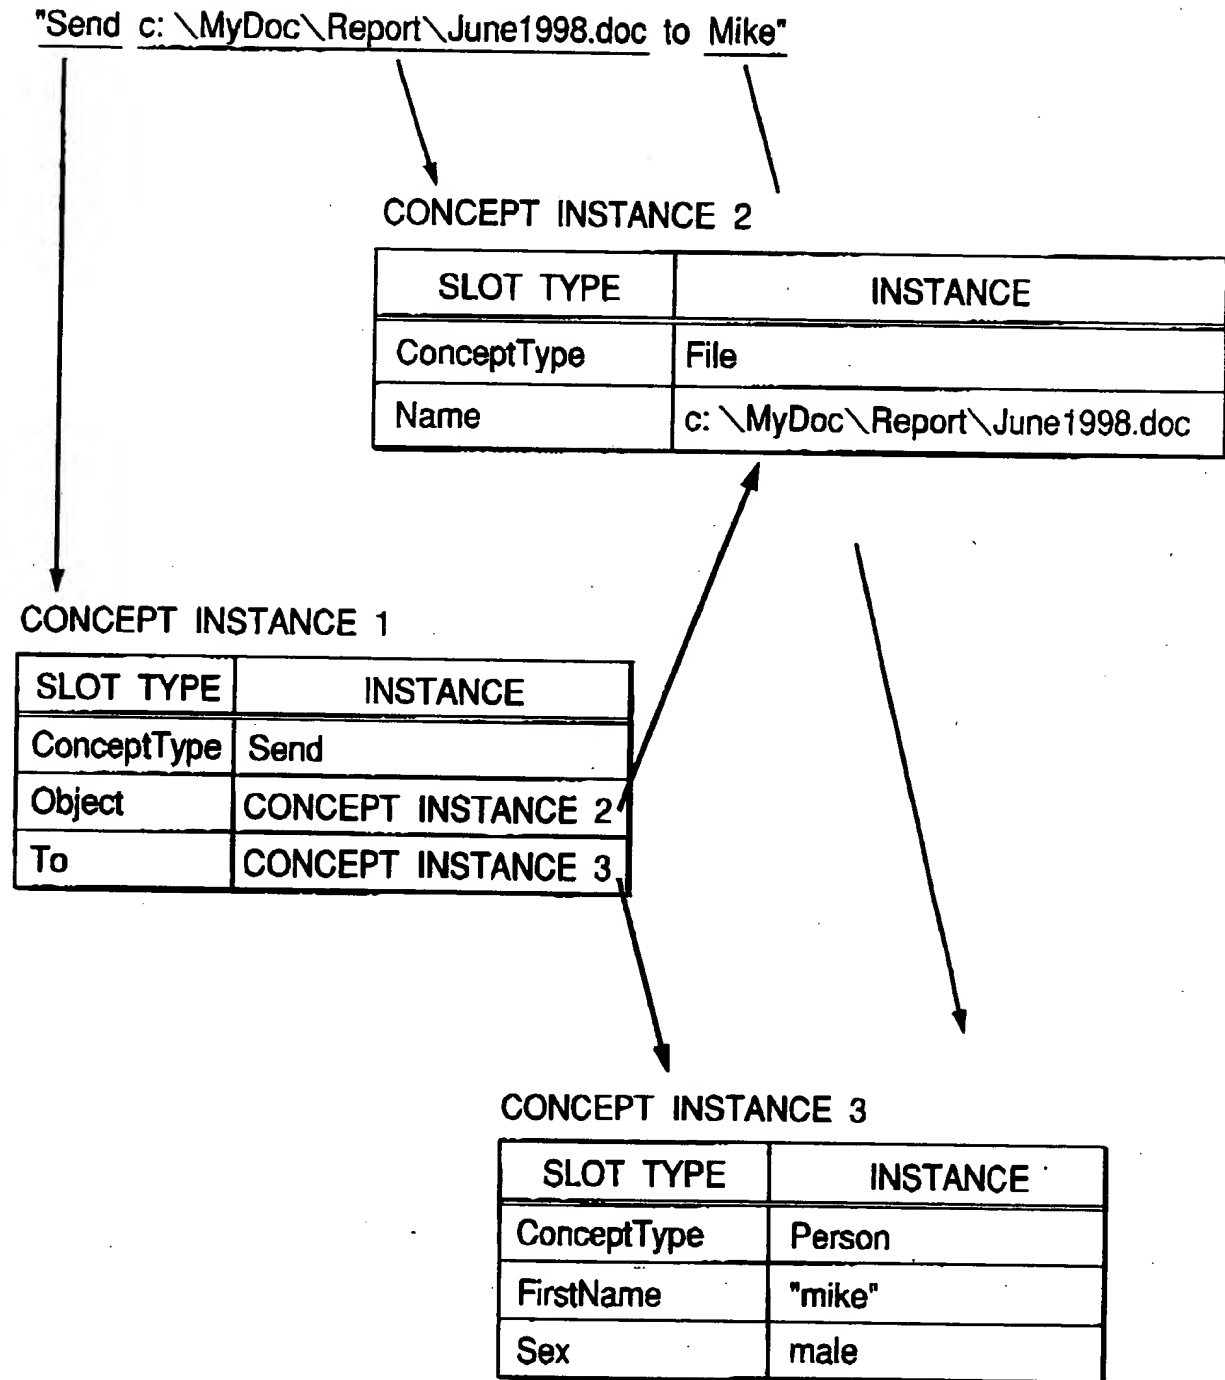 "Send c: \MyDoc\Report\June1998.doc to Mike"
CONCEPT INSTANCE 2
SLOT TYPE INSTANCE
ConceptType File
Name c: \MyDoc\Report\June1998.doc
CONCEPT INSTANCE 1
SLOT TYPE INSTANCE
ConceptType Send
Object CONCEPT INSTANCE 2
To CONCEPT INSTANCE 3
CONCEPT INSTANCE 3
SLOT TYPE INSTANCE
ConceptType Person
FirstName "mike"
Sex male